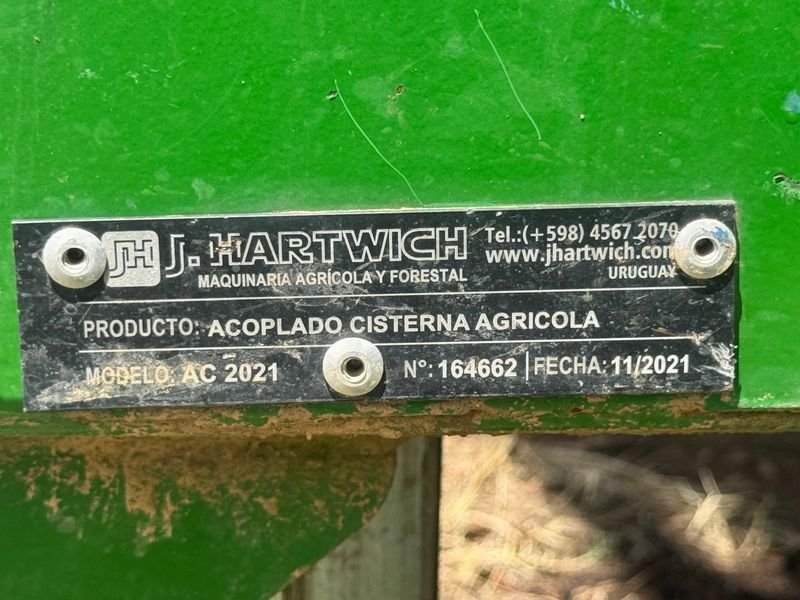 JH J. HARTWICH
MAQUINARIA AGRÍCOLA Y FORESTAL
Tel.:(+598) 4567 2070
www.jhartwich.com
URUGUAY
PRODUCTO: ACOPLADO CISTERNA AGRICOLA
MODELO: AC 2021 N°: 164662 | FECHA: 11/2021